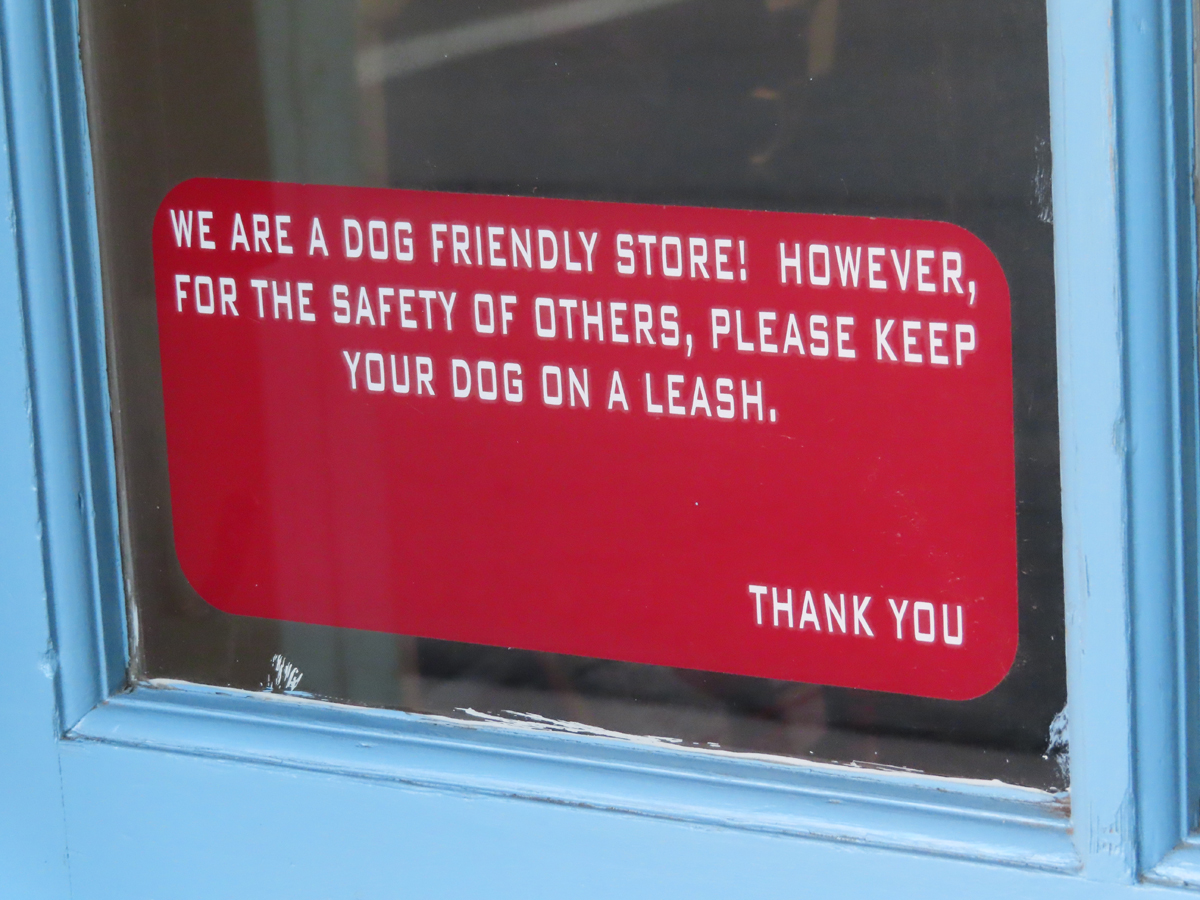 WE ARE A DOG FRIENDLY STORE! HOWEVER,
FOR THE SAFETY OF OTHERS, PLEASE KEEP
YOUR DOG ON A LEASH.
THANK YOU